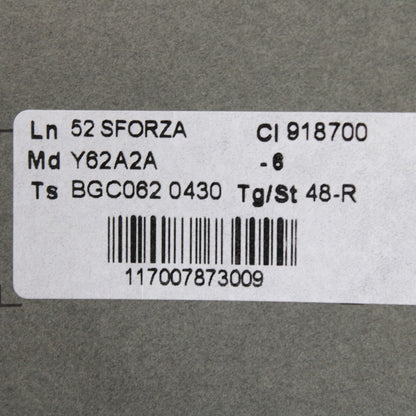 Ln 52 SFORZA Cl 918700
Md Y62A2A - 6
Ts BGC062 0430 Tg/St 48-R
117007873009